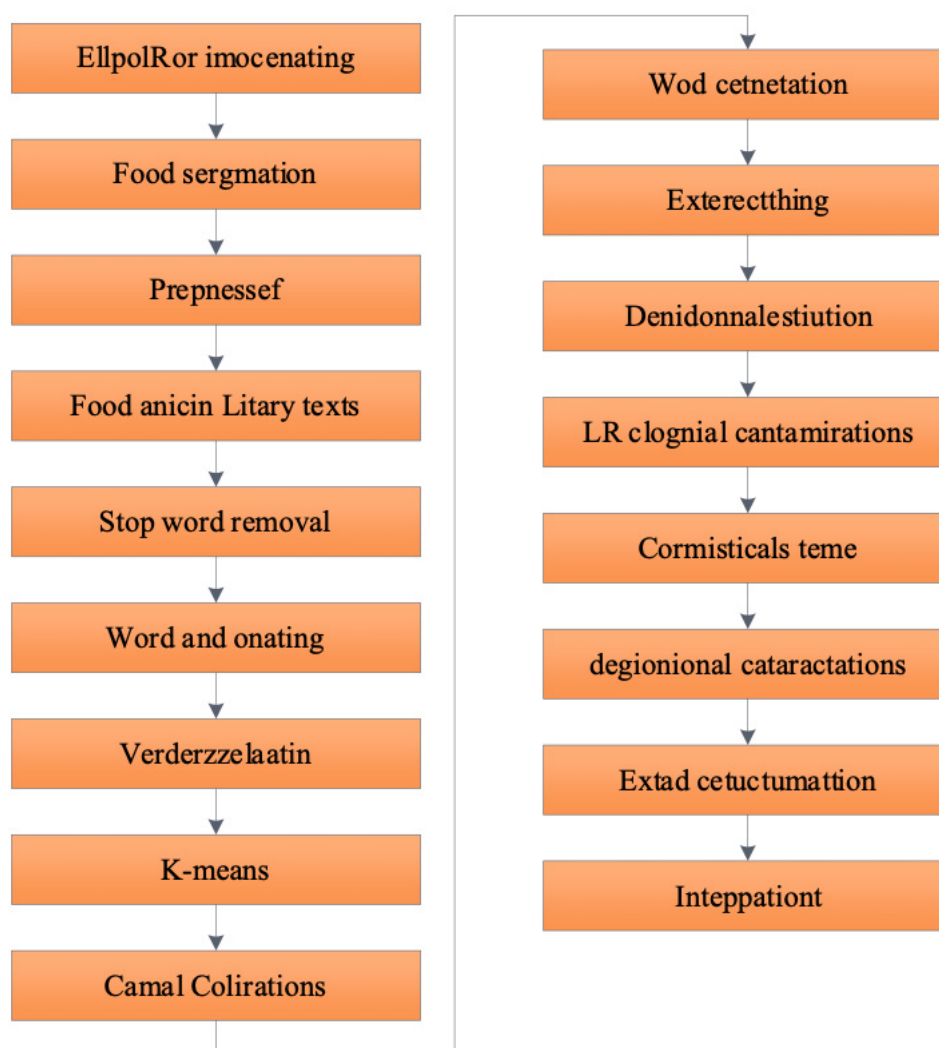 EllpolRor imocenating
Food sergmation
Prepnessef
Food anicin Litary texts
Stop word removal
Word and onating
Verderzzelaatin
K-means
Camal Colirations
Wod cetnetation
Exterectthing
Denidonnalestiution
LR clognial cantamirations
Cormisticals teme
degionional cataractations
Extad cetuctumattion
Inteppationt